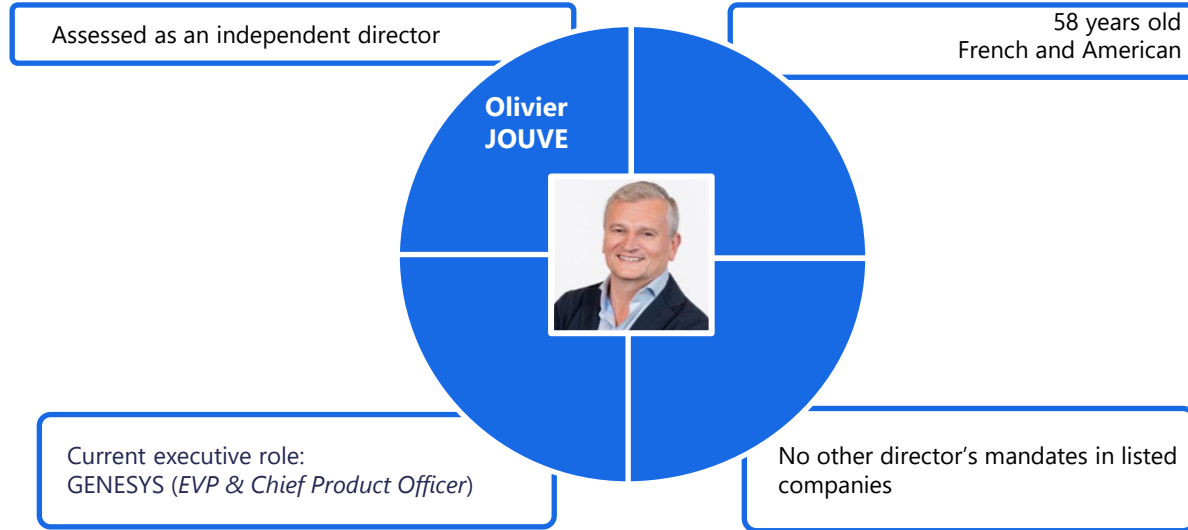 Assessed as an independent director
58 years old
French and American
Olivier
JOUVE
Current executive role:
GENESYS (EVP & Chief Product Officer)
No other director's mandates in listed
companies